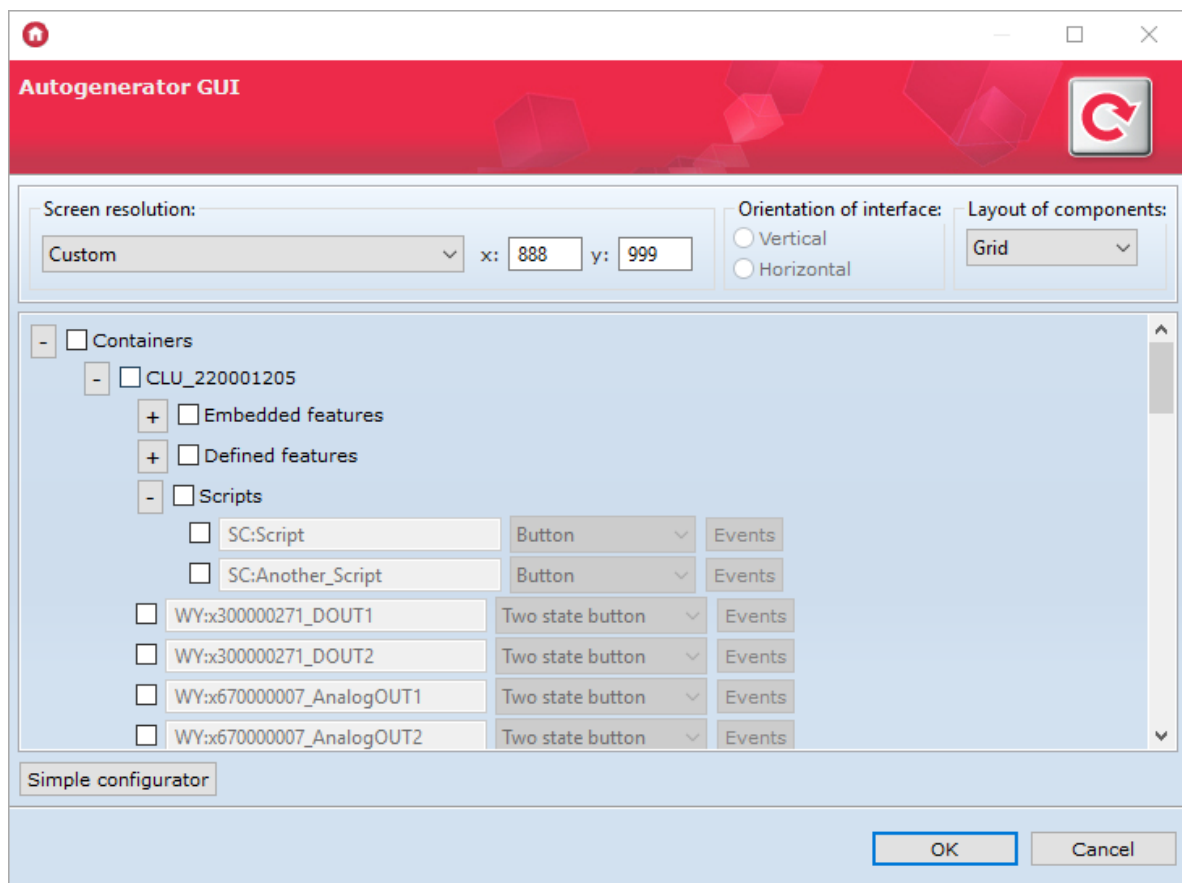 Autogenerator GUI
Screen resolution: Orientation of interface: Layout of components:
Custom x: 888 y: 999 Vertical Grid
Horizontal
- Containers
- CLU_220001205
+ Embedded features
+ Defined features
- Scripts
SC:Script Button Events
SC:Another_Script Button Events
WY:x300000271_DOUT1 Two state button Events
WY:x300000271_DOUT2 Two state button Events
WY:x670000007_AnalogOUT1 Two state button Events
WY:x670000007_AnalogOUT2 Two state button Events
Simple configurator
OK Cancel